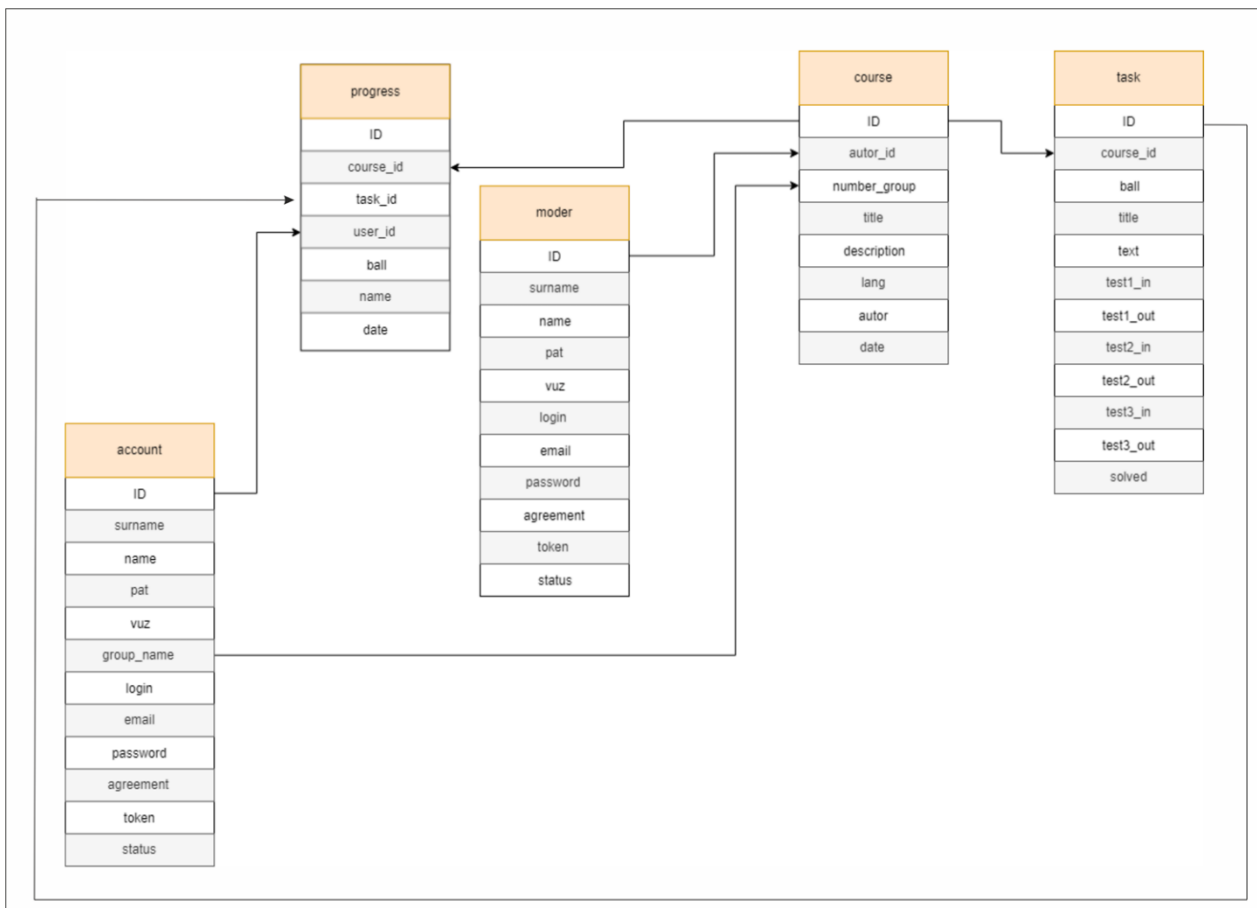 progress
ID
course_id
task_id
user_id
ball
name
date
moder
ID
surname
name
pat
vuz
login
email
password
agreement
token
status
course
ID
autor_id
number_group
title
description
lang
autor
date
task
ID
course_id
ball
title
text
test1_in
test1_out
test2_in
test2_out
test3_in
test3_out
solved
account
ID
surname
name
pat
vuz
group_name
login
email
password
agreement
token
status